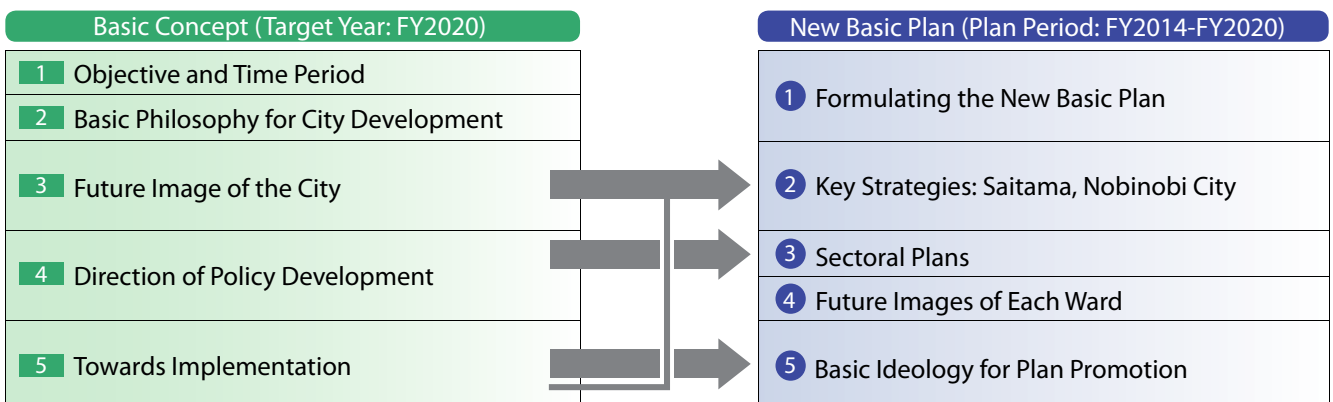 Basic Concept (Target Year: FY2020)
1 Objective and Time Period
2 Basic Philosophy for City Development
3 Future Image of the City
4 Direction of Policy Development
5 Towards Implementation
New Basic Plan (Plan Period: FY2014-FY2020)
1 Formulating the New Basic Plan
2 Key Strategies: Saitama, Nobinobi City
3 Sectoral Plans
4 Future Images of Each Ward
5 Basic Ideology for Plan Promotion